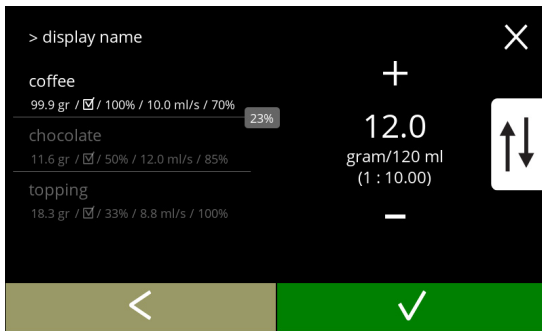 > display name
coffee
99.9 gr / ☑ / 100% / 10.0 ml/s / 70%
23%
chocolate
11.6 gr / ☑ / 50% / 12.0 ml/s / 85%
topping
18.3 gr / ☑ / 33% / 8.8 ml/s / 100%
12.0
gram/120 ml
(1 : 10.00)